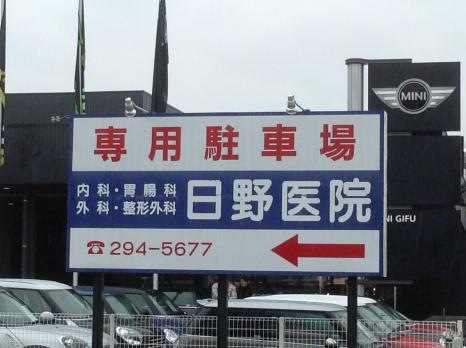 専用駐車場
内科・胃腸科
外科・整形外科
日野医院
☎294-5677
MINI
NI GIFU